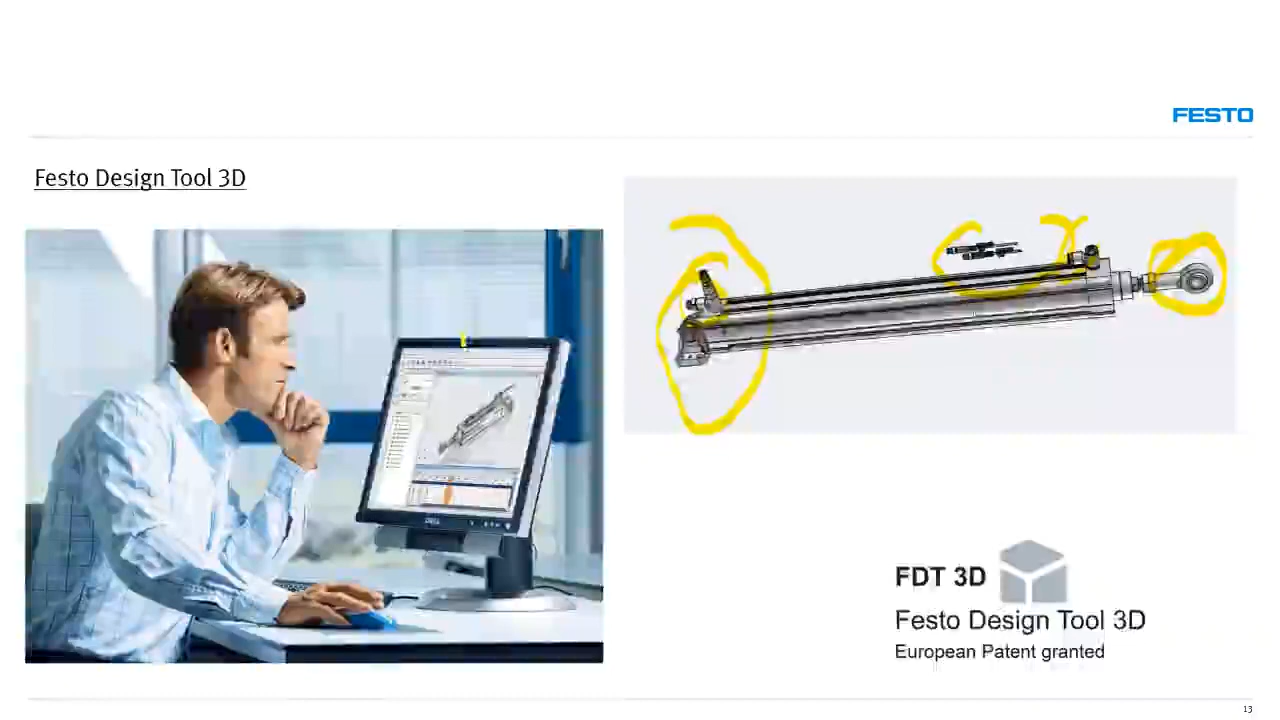 FESTO
Festo Design Tool 3D
FDT 3D
Festo Design Tool 3D
European Patent granted
13